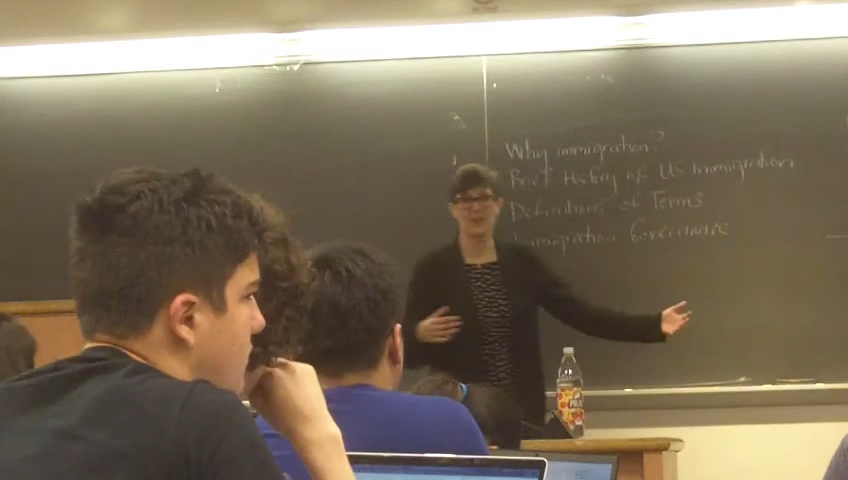 Why immigration?
Brief History of US Immigration
Definitions of Terms
Immigration Governance